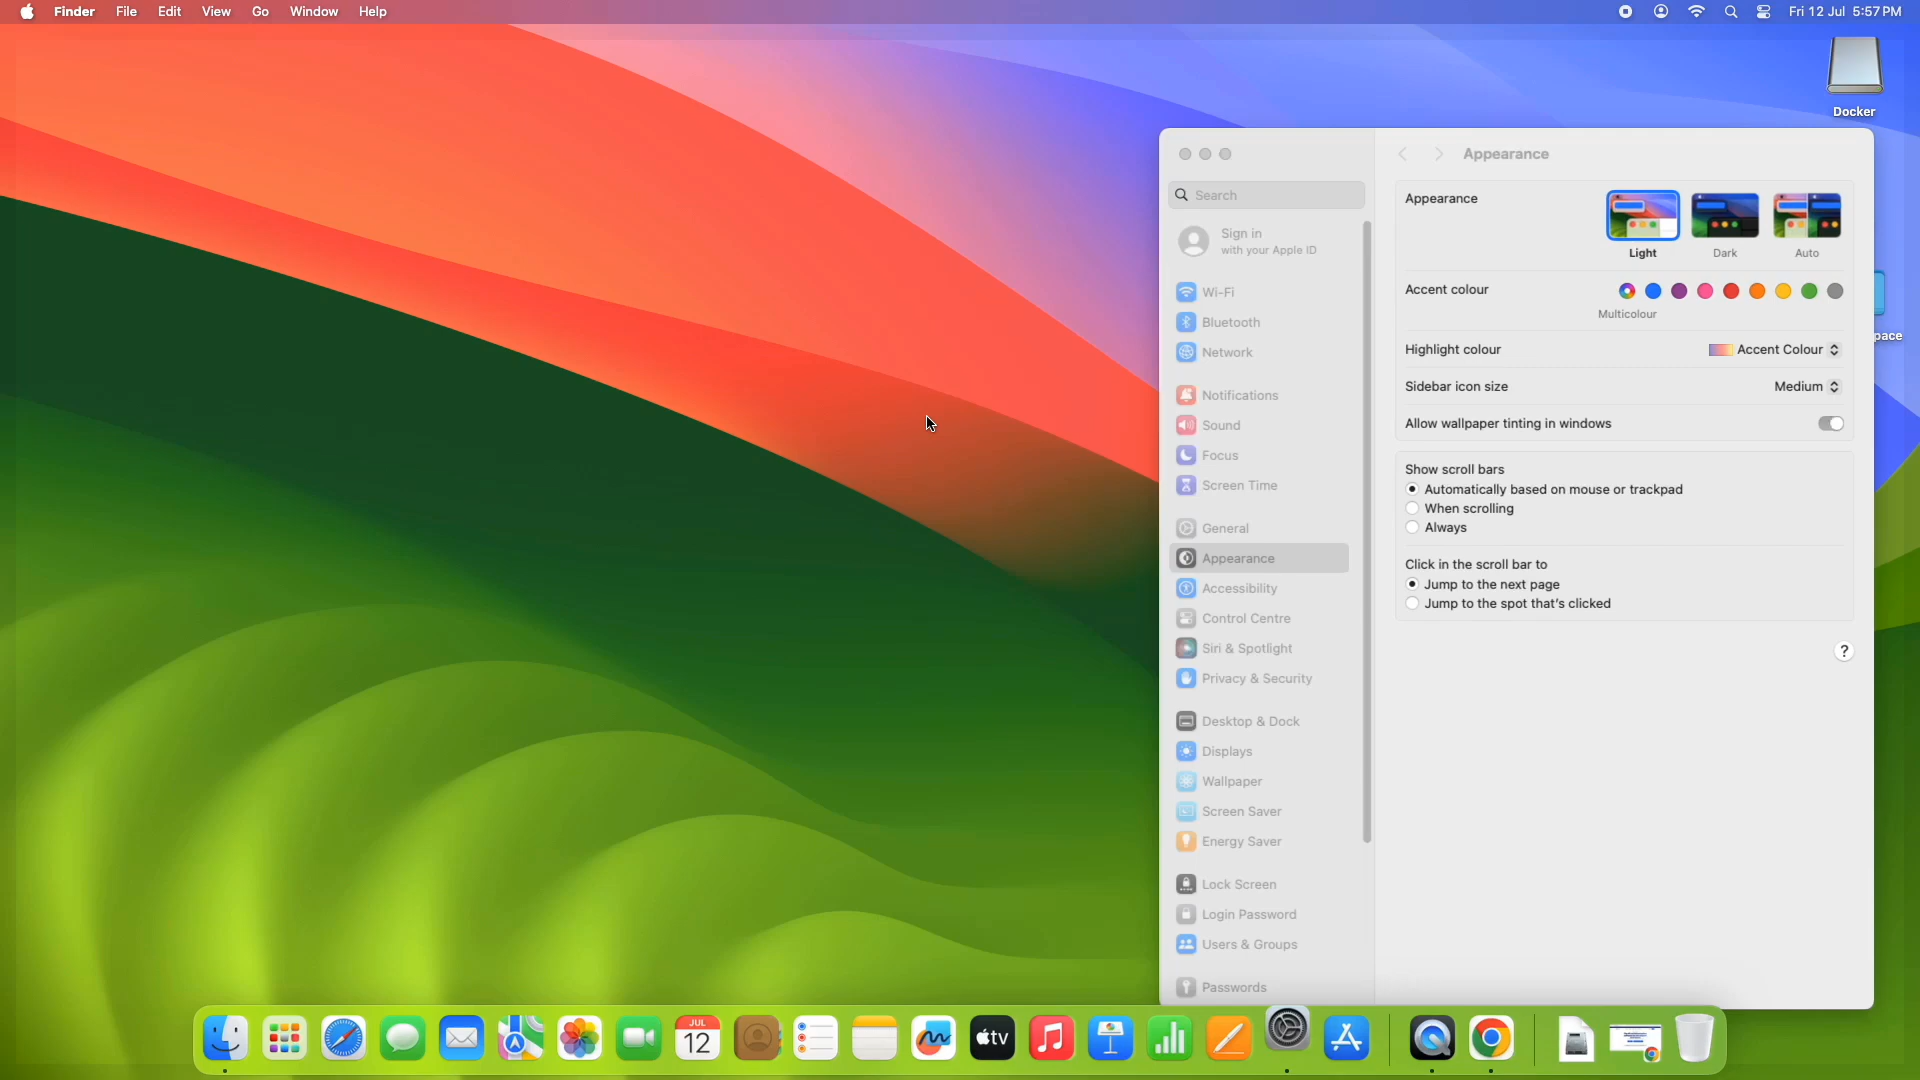 Finder File Edit View Go Window Help
Fri 12 Jul 5:57 PM
Docker
pace
Appearance
Search
Sign in
with your Apple ID
Wi-Fi
Bluetooth
Network
Notifications
Sound
Focus
Screen Time
General
Appearance
Accessibility
Control Centre
Siri & Spotlight
Privacy & Security
Desktop & Dock
Displays
Wallpaper
Screen Saver
Energy Saver
Lock Screen
Login Password
Users & Groups
Passwords
Appearance
Light Dark Auto
Accent colour
Multicolour
Highlight colour Accent Colour
Sidebar icon size Medium
Allow wallpaper tinting in windows
Show scroll bars
Automatically based on mouse or trackpad
When scrolling
Always
Click in the scroll bar to
Jump to the next page
Jump to the spot that's clicked
?
JUL
12
tv